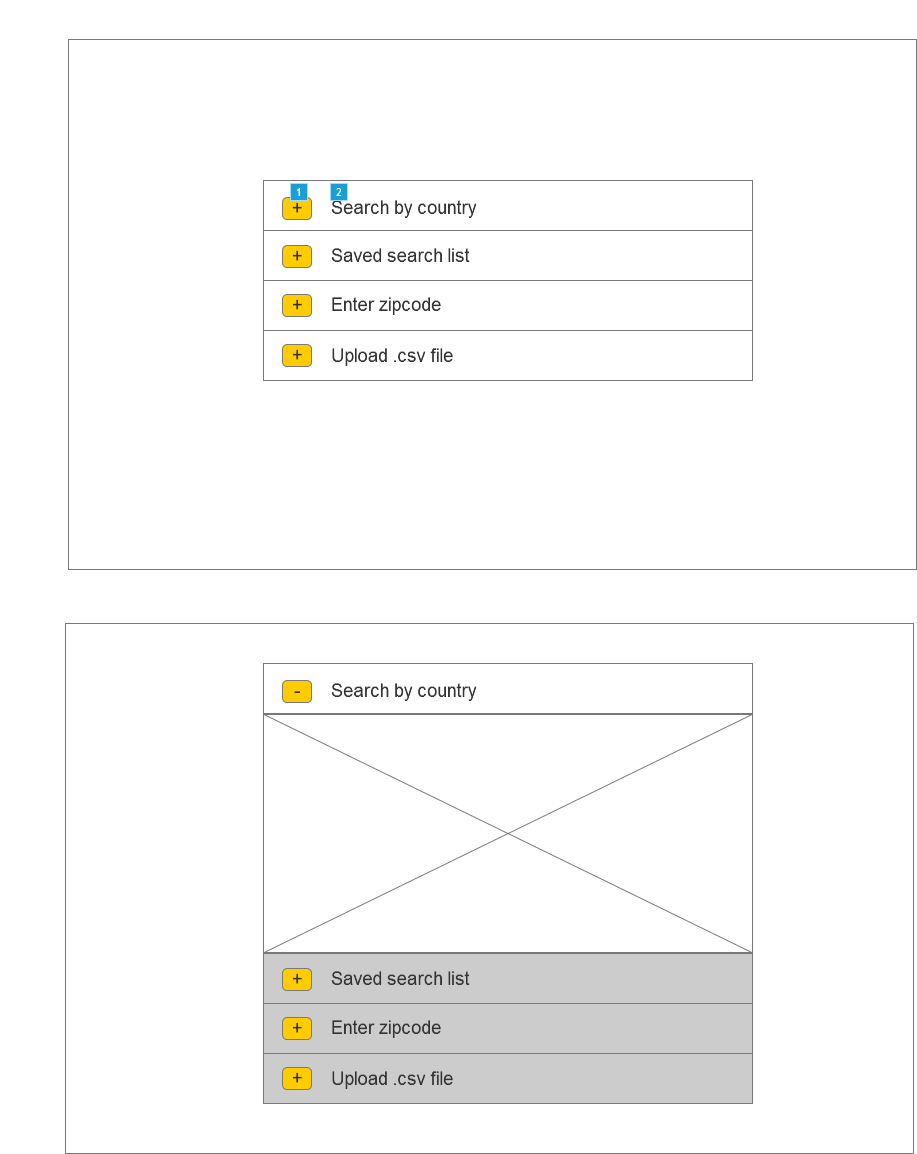 1 2
+ Search by country
+ Saved search list
+ Enter zipcode
+ Upload .csv file
- Search by country
+ Saved search list
+ Enter zipcode
+ Upload .csv file